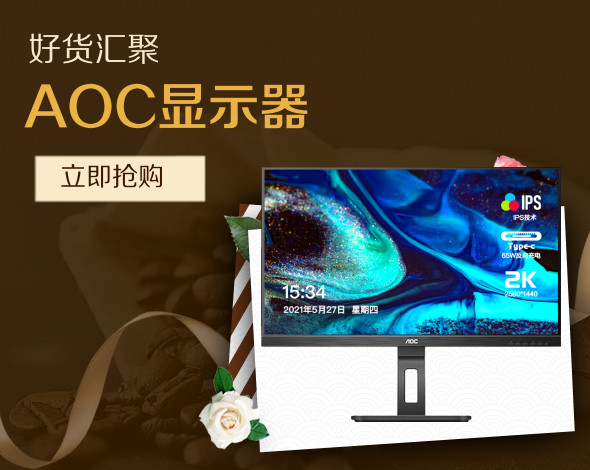 好货汇聚
AOC显示器
立即抢购
IPS
IPS技术
Type-c
65W反向充电
2K
2560*1440
15:34
2021年5月27日 星期四
AOC